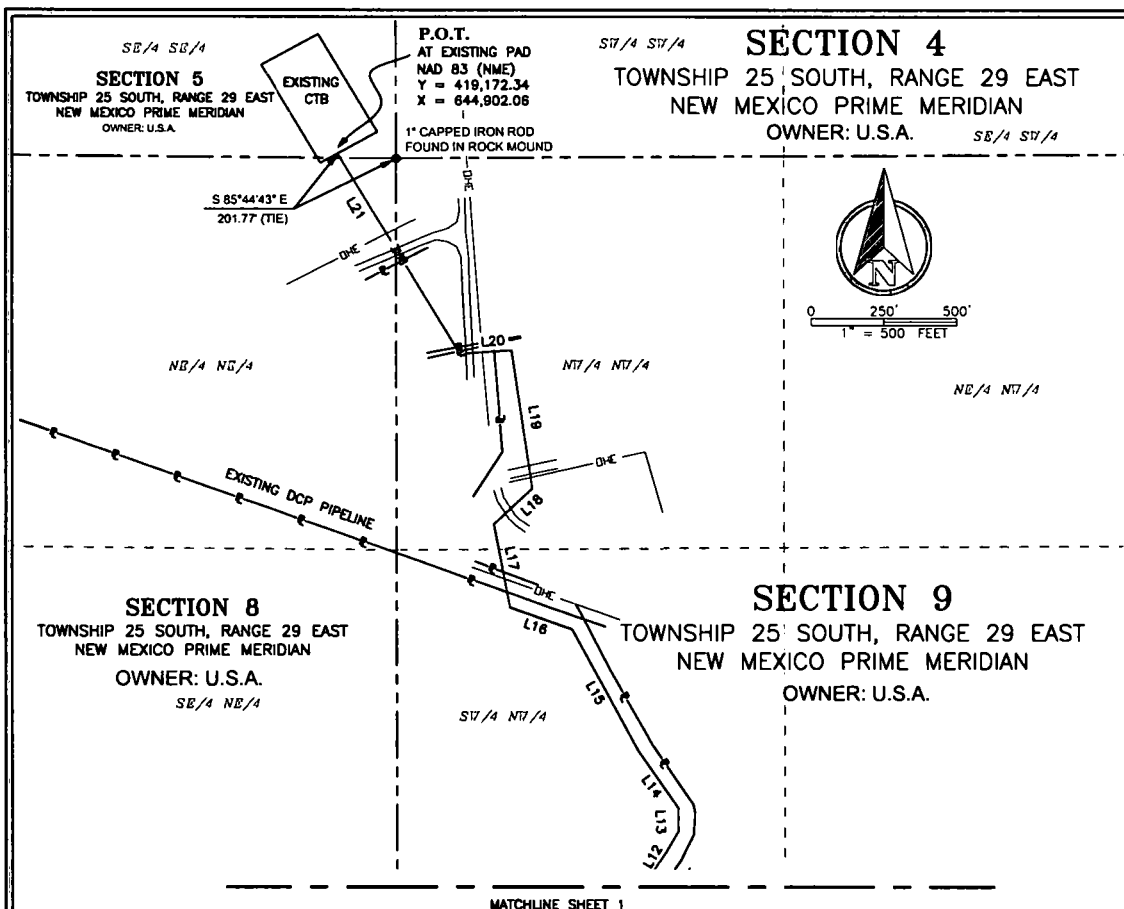 SE/4 SE/4
SECTION 5
TOWNSHIP 25 SOUTH, RANGE 29 EAST
NEW MEXICO PRIME MERIDIAN
OWNER: U.S.A.
EXISTING
CTB
P.O.T.
AT EXISTING PAD
NAD 83 (NME)
Y = 419,172.34
X = 644,902.06
1" CAPPED IRON ROD
FOUND IN ROCK MOUND
SW/4 SW/4
SECTION 4
TOWNSHIP 25 SOUTH, RANGE 29 EAST
NEW MEXICO PRIME MERIDIAN
OWNER: U.S.A.
SE/4 SW/4
S 85°44'43" E
201.77' (TIE)
L21
OHE
OHE
N
0 250' 500'
1" = 500 FEET
L20
NE/4 NE/4
NW/4 NW/4
NE/4 NW/4
L19
OHE
L18
EXISTING DCP PIPELINE
L17
OHE
L16
SECTION 8
TOWNSHIP 25 SOUTH, RANGE 29 EAST
NEW MEXICO PRIME MERIDIAN
OWNER: U.S.A.
SE/4 NE/4
SECTION 9
TOWNSHIP 25 SOUTH, RANGE 29 EAST
NEW MEXICO PRIME MERIDIAN
OWNER: U.S.A.
L15
SW/4 NW/4
L14
L13
L12
MATCHLINE SHEET 1